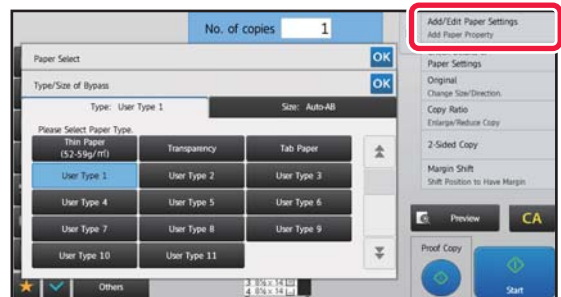 No. of copies 1
Add/Edit Paper Settings
Add Paper Property
Paper Select OK
Paper Settings
Type/Size of Bypass OK
Original
Change Size/Direction.
Type: User Type 1 Size: Auto-AB
Copy Ratio
Enlarge/Reduce Copy
Please Select Paper Type.
Thin Paper
(52-59g/㎡) Transparency Tab Paper
2-Sided Copy
User Type 1 User Type 2 User Type 3
Margin Shift
Shift Position to Have Margin
User Type 4 User Type 5 User Type 6
Preview CA
User Type 7 User Type 8 User Type 9
Proof Copy
User Type 10 User Type 11
Others
Start